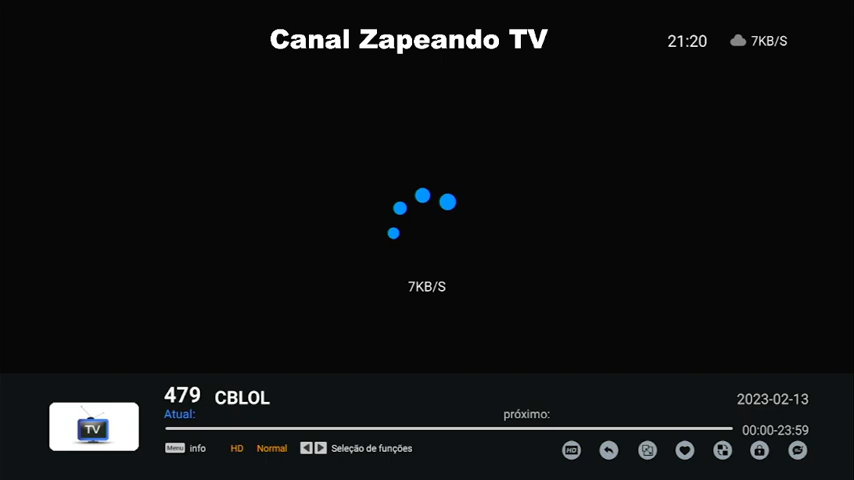 Canal Zapeando TV
21:20
7KB/S
7KB/S
479 CBLOL
2023-02-13
Atual:
próximo:
00:00-23:59
TV
Menu info HD Normal Seleção de funções
HD